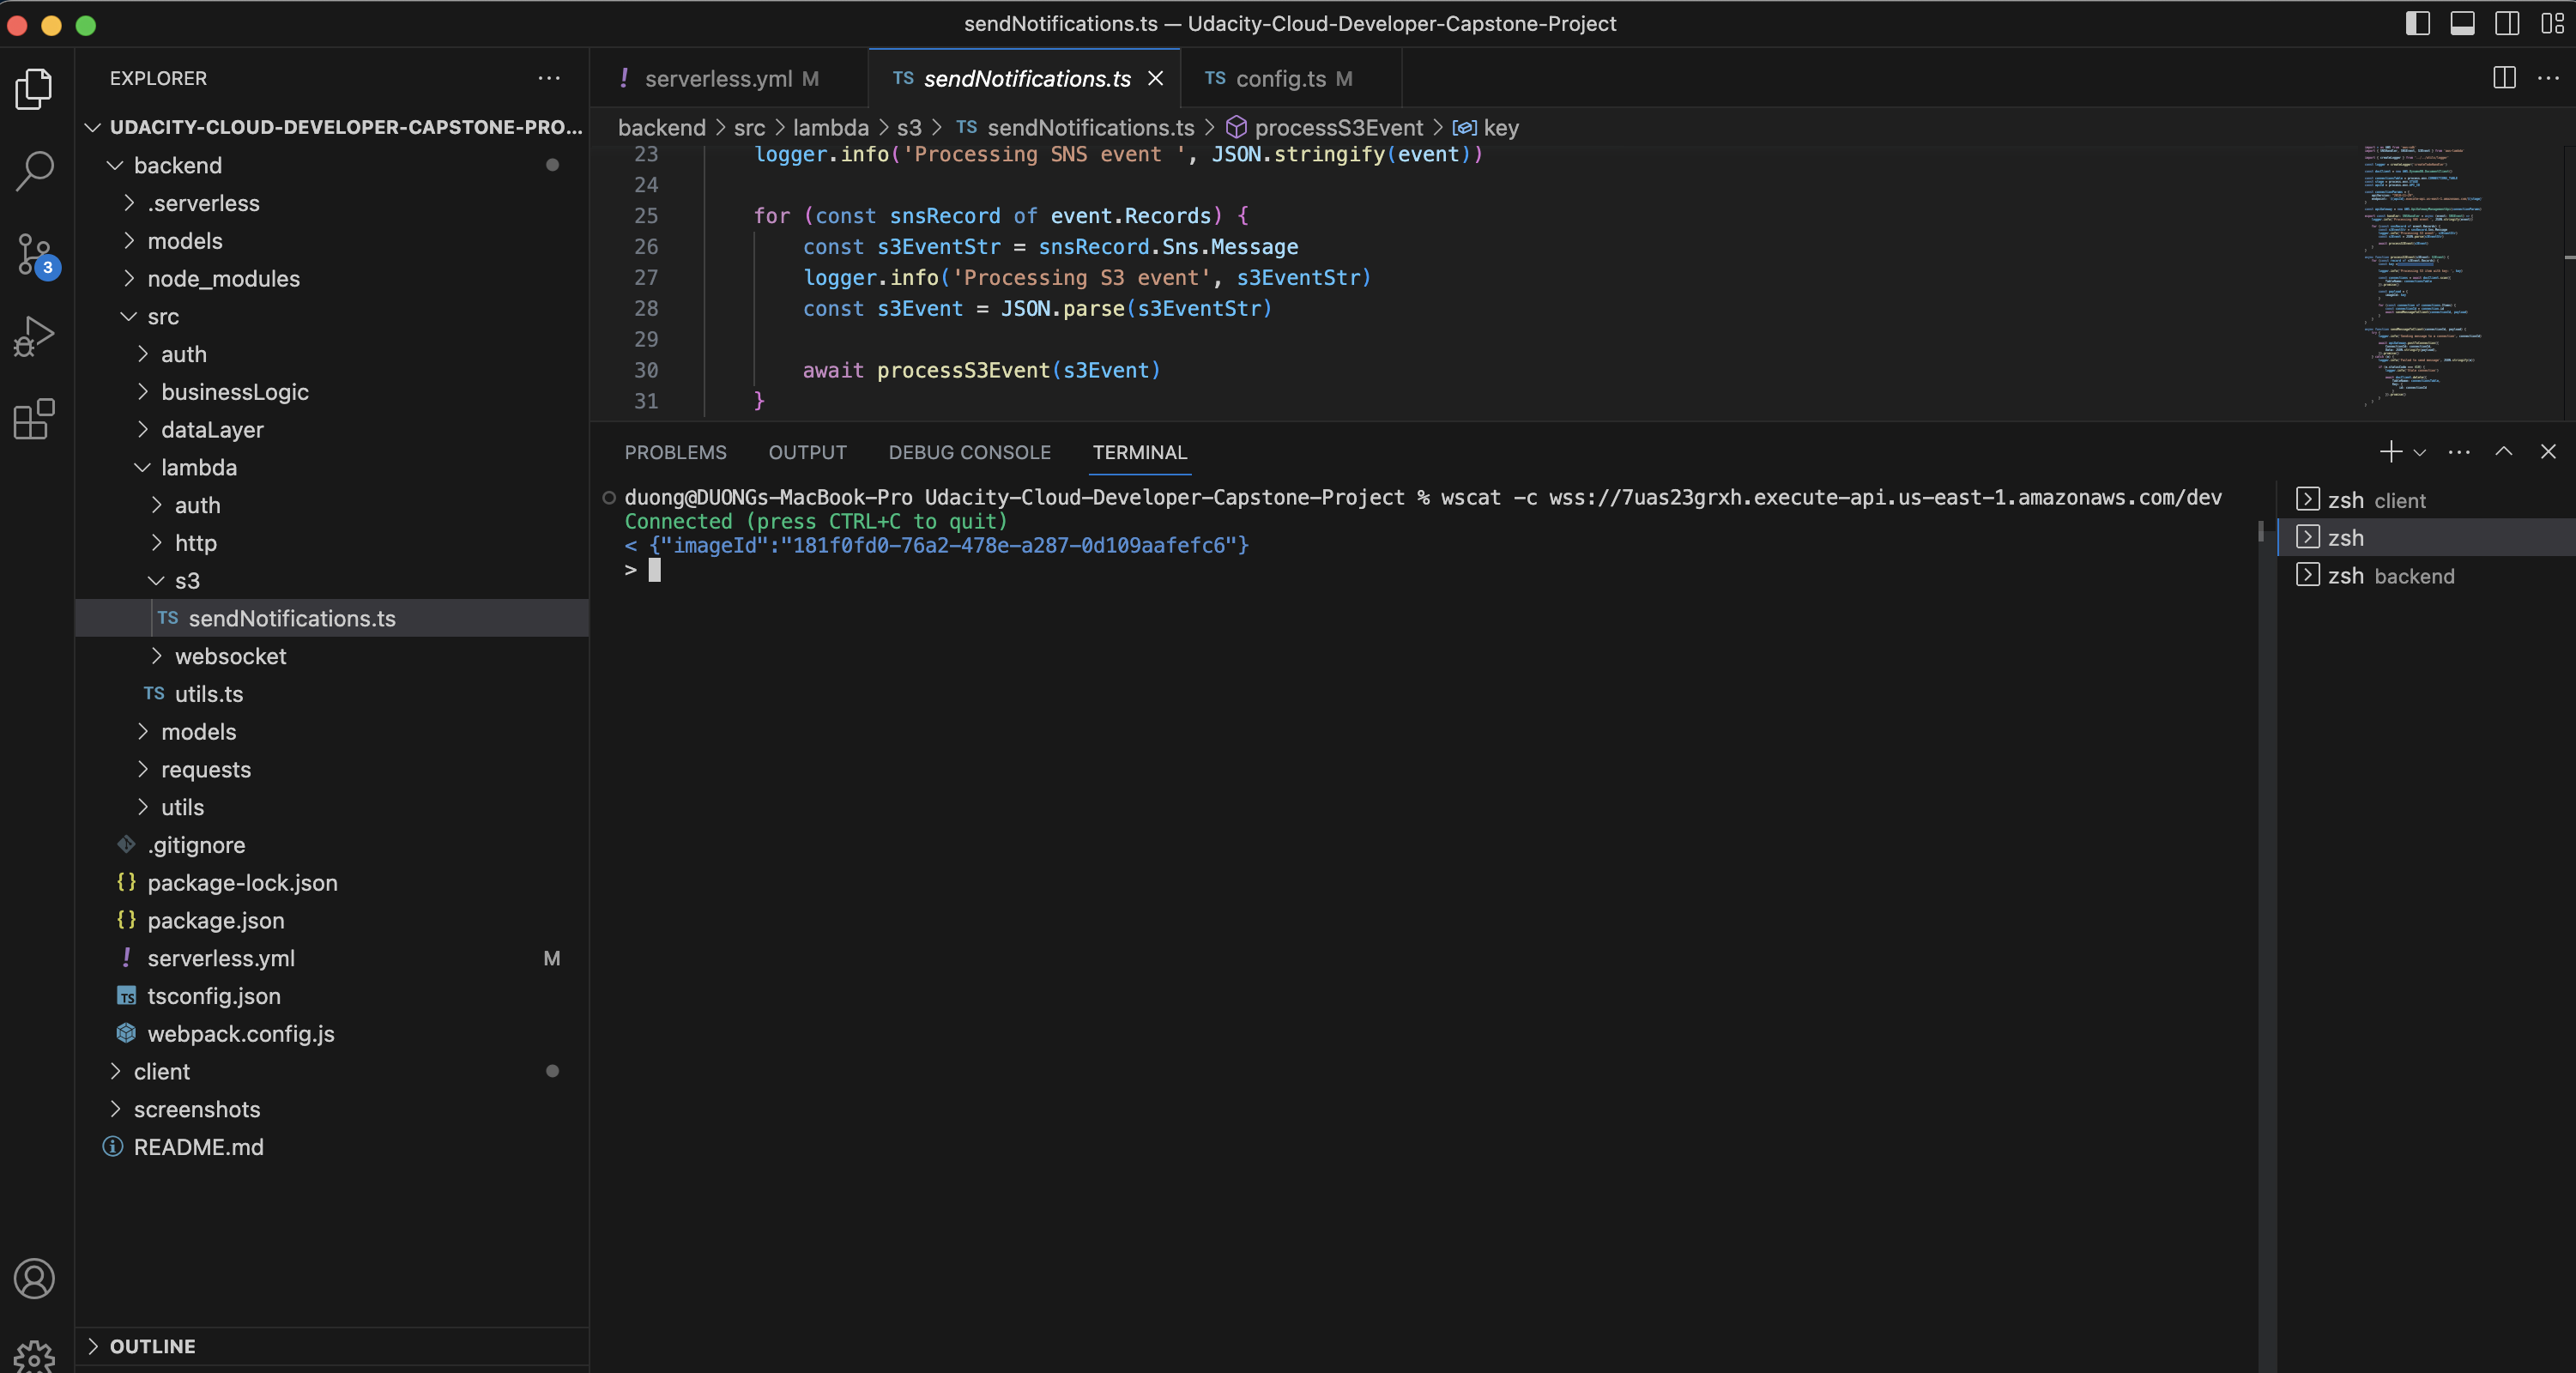 sendNotifications.ts — Udacity-Cloud-Developer-Capstone-Project
EXPLORER
UDACITY-CLOUD-DEVELOPER-CAPSTONE-PRO...
backend
.serverless
models
node_modules
src
auth
businessLogic
dataLayer
lambda
auth
http
s3
TS sendNotifications.ts
websocket
TS utils.ts
models
requests
utils
.gitignore
{} package-lock.json
{} package.json
! serverless.yml M
TS tsconfig.json
webpack.config.js
client
screenshots
README.md
OUTLINE
3
! serverless.yml M
TS sendNotifications.ts
TS config.ts M
backend > src > lambda > s3 > TS sendNotifications.ts > processS3Event > key
23 logger.info('Processing SNS event ', JSON.stringify(event))
24
25 for (const snsRecord of event.Records) {
26 const s3EventStr = snsRecord.Sns.Message
27 logger.info('Processing S3 event', s3EventStr)
28 const s3Event = JSON.parse(s3EventStr)
29
30 await processS3Event(s3Event)
31 }
PROBLEMS OUTPUT DEBUG CONSOLE TERMINAL
duong@DUONGs-MacBook-Pro Udacity-Cloud-Developer-Capstone-Project % wscat -c wss://7uas23grxh.execute-api.us-east-1.amazonaws.com/dev
Connected (press CTRL+C to quit)
< {"imageId":"181f0fd0-76a2-478e-a287-0d109aafefc6"}
>
zsh client
zsh
zsh backend